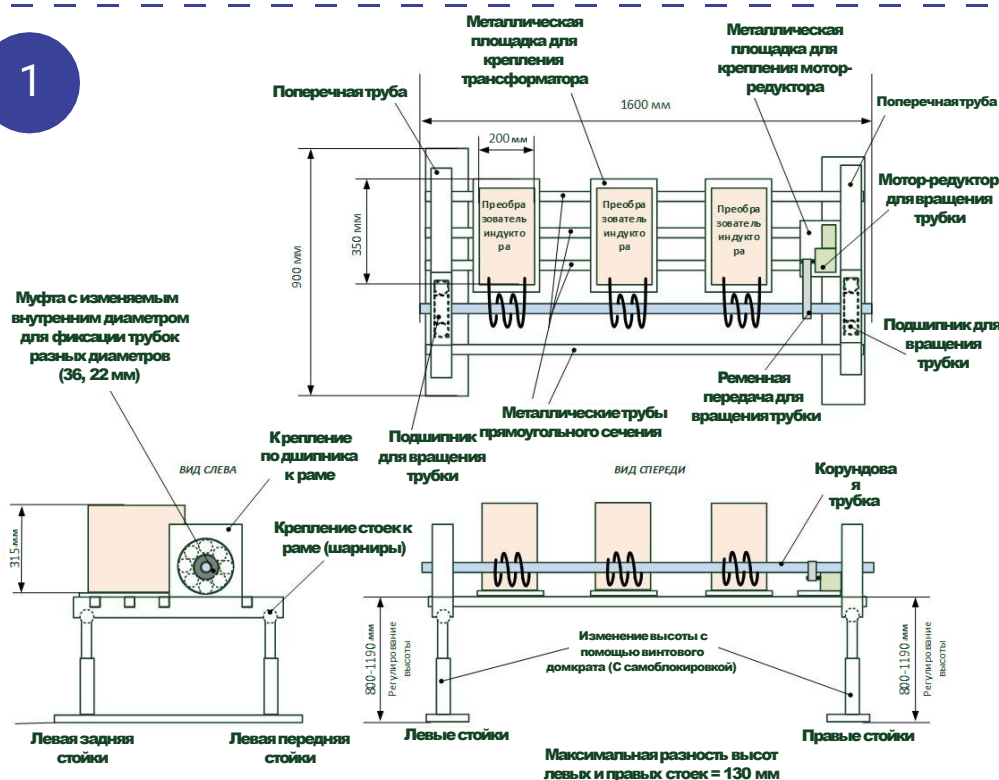 1
Металлическая
площадка для
крепления
трансформатора
Металлическая
площадка для
крепления мотор-
редуктора
Поперечная труба
1600 мм
Поперечная труба
200 мм
Мотор-редуктор
для вращения
трубки
Преобра
зователь
индукто
ра
Преобра
зователь
индукто
ра
Преобра
зователь
индукто
ра
350 мм
900 мм
Муфта с изменяемым
внутренним диаметром
для фиксации трубок
разных диаметров
(36, 22 мм)
Подшипник для
вращения
трубки
Ременная
передача для
вращения трубки
Металлические трубы
прямоугольного сечения
Подшипник
для вращения
трубки
Крепление
подшипника
к раме
ВИД СЛЕВА
ВИД СПЕРЕДИ
Корундова
я
трубка
315 мм
Крепление стоек к
раме (шарниры)
800-1190 мм
Регулирование
высоты
Изменение высоты с
помощью винтового
домкрата (С самоблокировкой)
800-1190 мм
Регулирование
высоты
Левая задняя
стойки
Левая передняя
стойки
Левые стойки
Правые стойки
Максимальная разность высот
левых и правых стоек = 130 мм